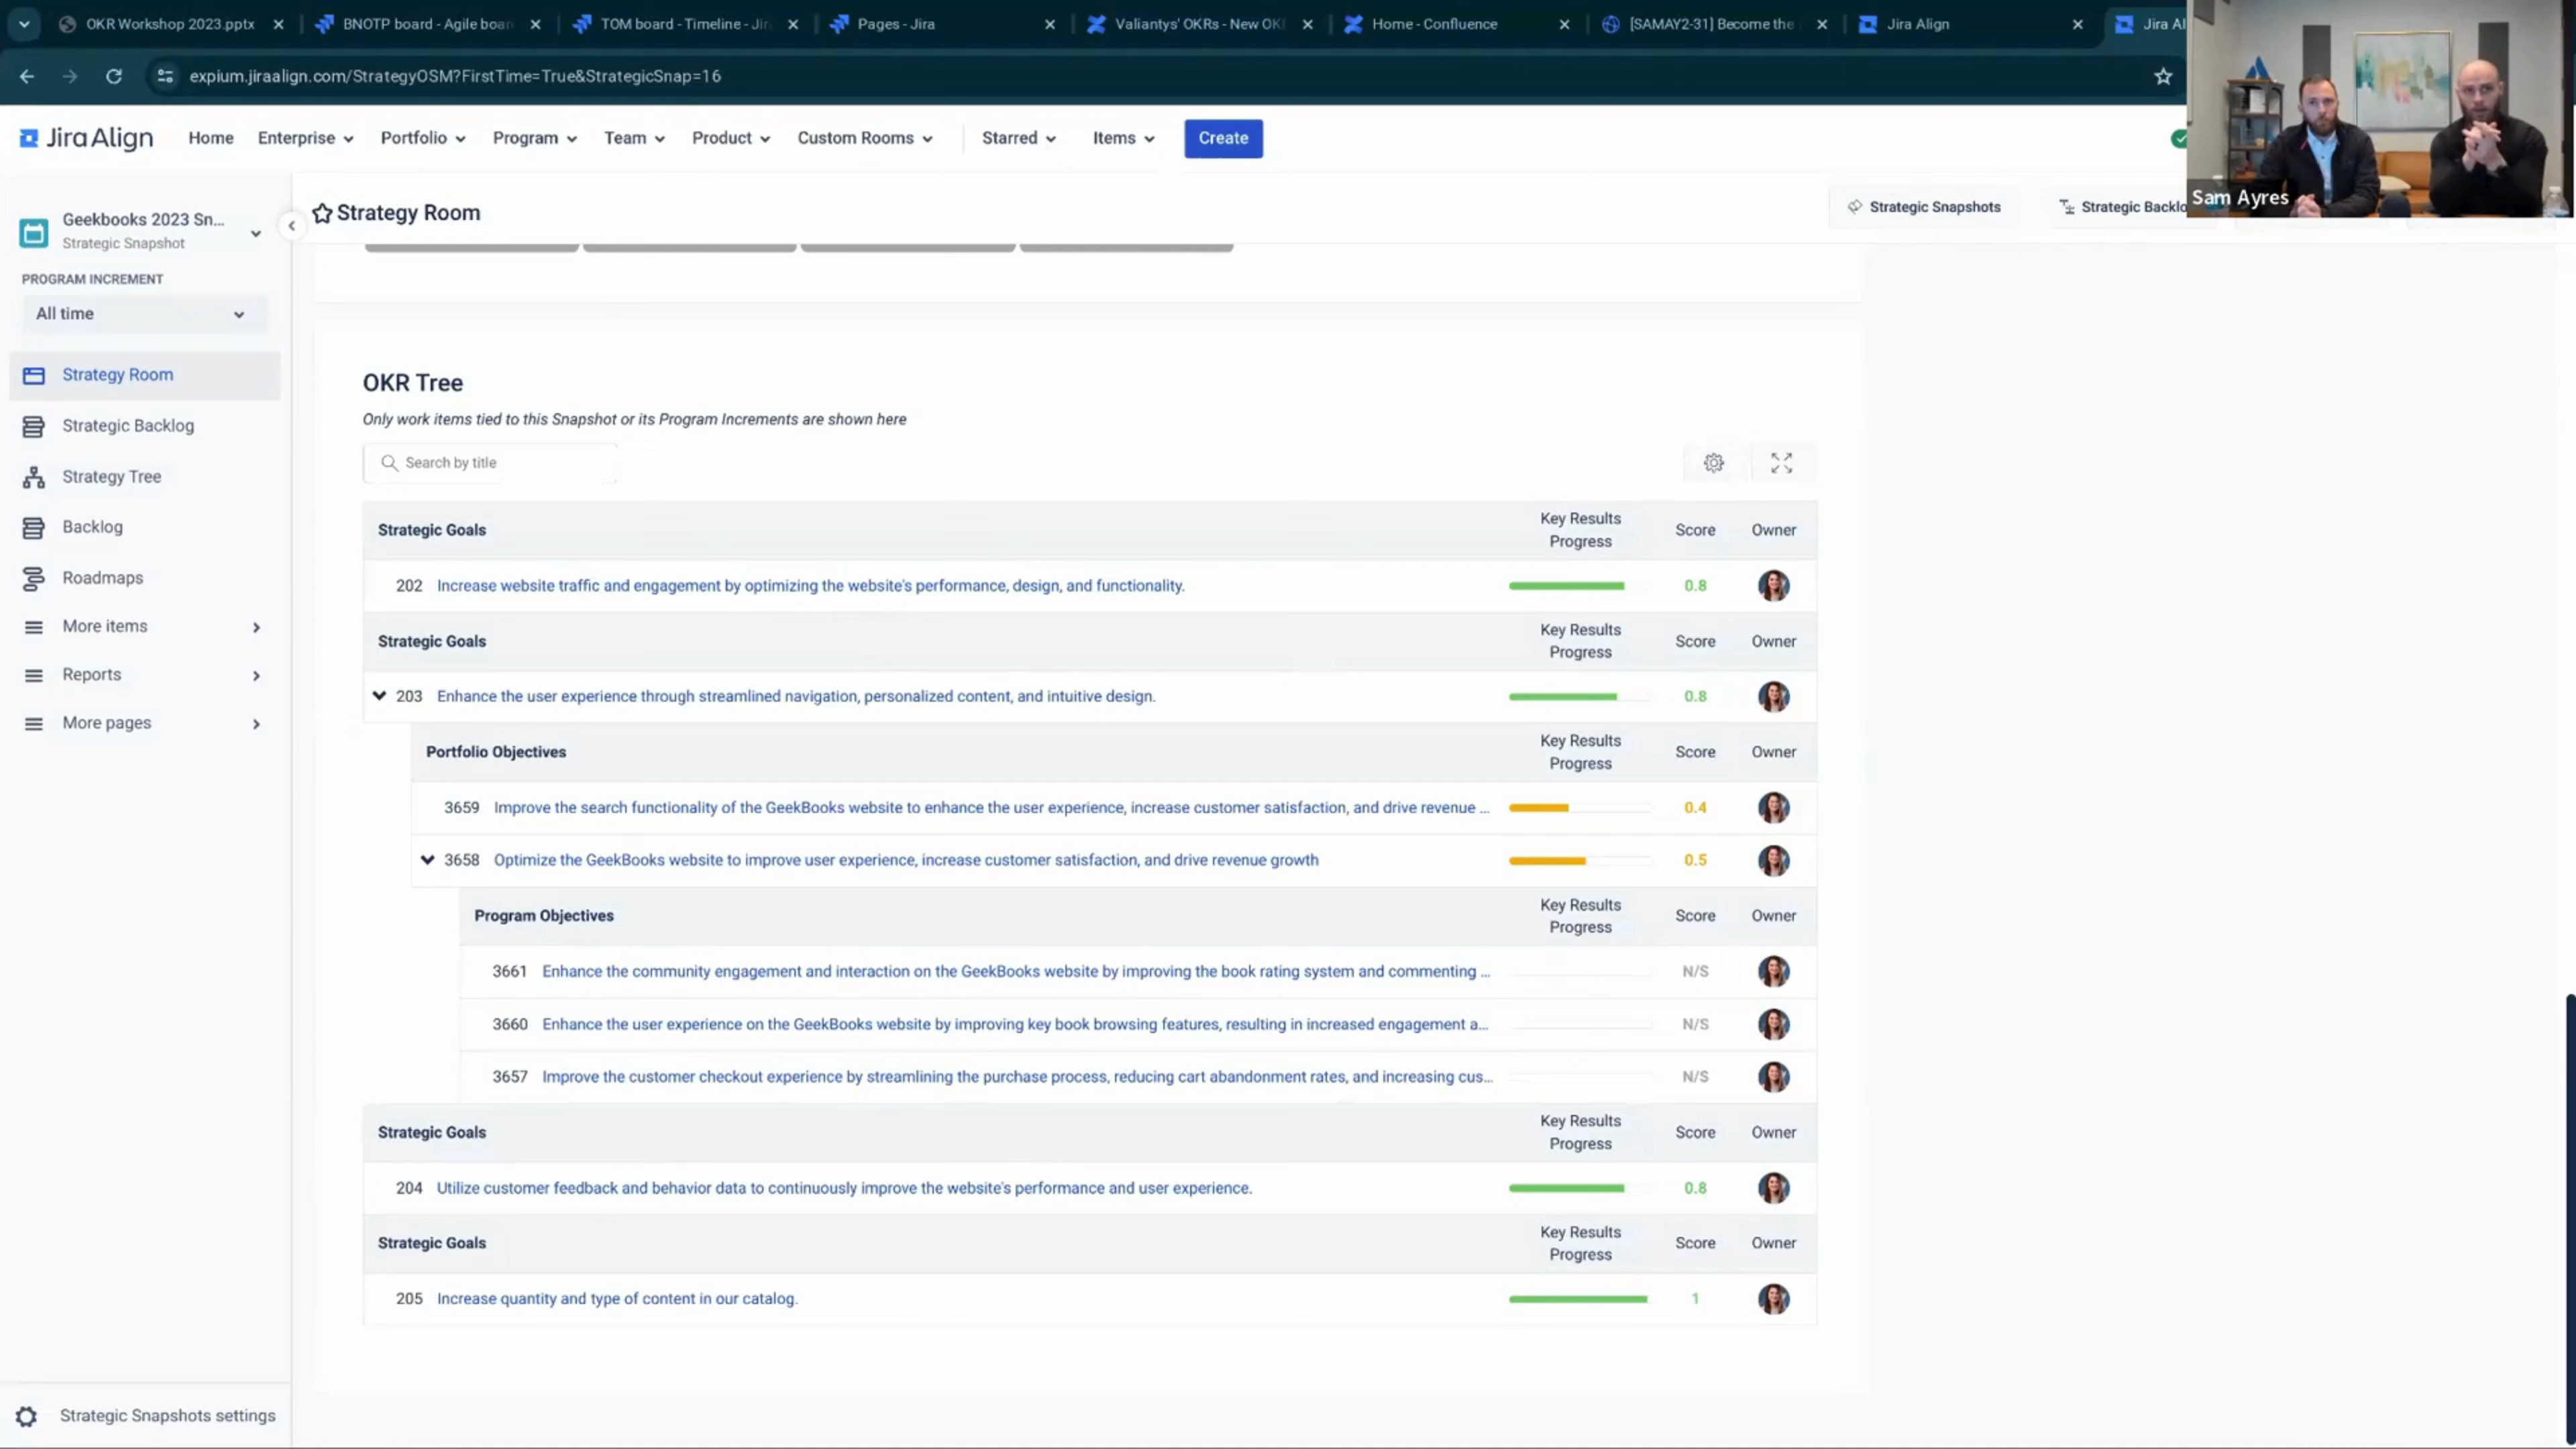 OKR Workshop 2023.pptx
BNOTP board - Agile boar
TOM board - Timeline - Jir
Pages - Jira
Valiantys' OKRs - New OK
Home - Confluence
[SAMAY2-31] Become the
Jira Align
Jira Al
expium.jiraalign.com/StrategyOSM?FirstTime=True&StrategicSnap=16
Jira Align
Home
Enterprise
Portfolio
Program
Team
Product
Custom Rooms
Starred
Items
Create
Sam Ayres
Geekbooks 2023 Sn...
Strategic Snapshot
PROGRAM INCREMENT
All time
Strategy Room
Strategic Backlog
Strategy Tree
Backlog
Roadmaps
More items
Reports
More pages
Strategic Snapshots settings
Strategy Room
Strategic Snapshots
Strategic Backlo
OKR Tree
Only work items tied to this Snapshot or its Program Increments are shown here
Search by title
Strategic Goals Key Results Progress Score Owner
202 Increase website traffic and engagement by optimizing the website's performance, design, and functionality. 0.8
Strategic Goals Key Results Progress Score Owner
203 Enhance the user experience through streamlined navigation, personalized content, and intuitive design. 0.8
Portfolio Objectives Key Results Progress Score Owner
3659 Improve the search functionality of the GeekBooks website to enhance the user experience, increase customer satisfaction, and drive revenue ... 0.4
3658 Optimize the GeekBooks website to improve user experience, increase customer satisfaction, and drive revenue growth 0.5
Program Objectives Key Results Progress Score Owner
3661 Enhance the community engagement and interaction on the GeekBooks website by improving the book rating system and commenting ... N/S
3660 Enhance the user experience on the GeekBooks website by improving key book browsing features, resulting in increased engagement a... N/S
3657 Improve the customer checkout experience by streamlining the purchase process, reducing cart abandonment rates, and increasing cus... N/S
Strategic Goals Key Results Progress Score Owner
204 Utilize customer feedback and behavior data to continuously improve the website's performance and user experience. 0.8
Strategic Goals Key Results Progress Score Owner
205 Increase quantity and type of content in our catalog. 1